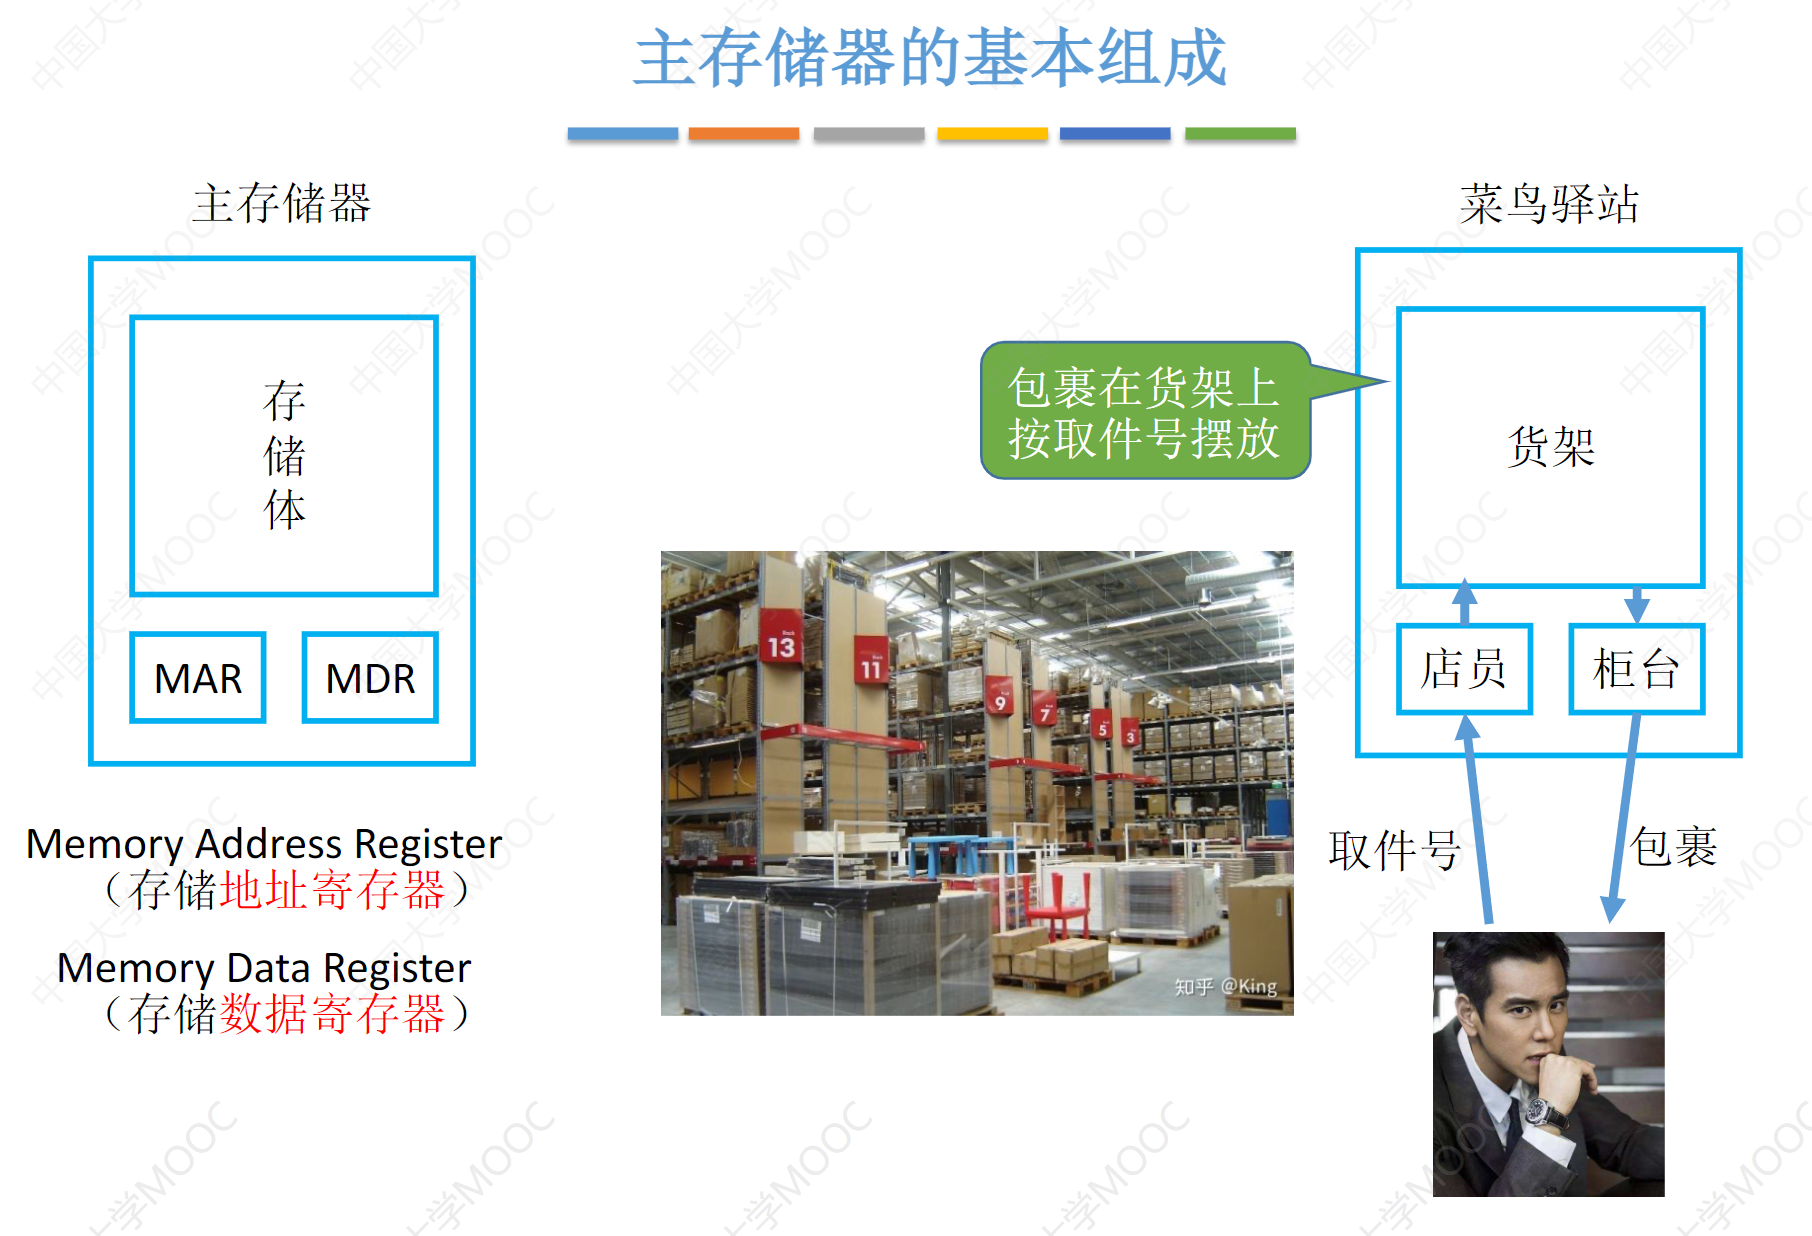 主存储器的基本组成
主存储器
存
储
体
MAR
MDR
Memory Address Register
（存储地址寄存器）
Memory Data Register
（存储数据寄存器）
包裹在货架上
按取件号摆放
13
11
9
7
5
3
知乎 @King
菜鸟驿站
货架
店员
柜台
取件号
包裹
中国大学MOOC